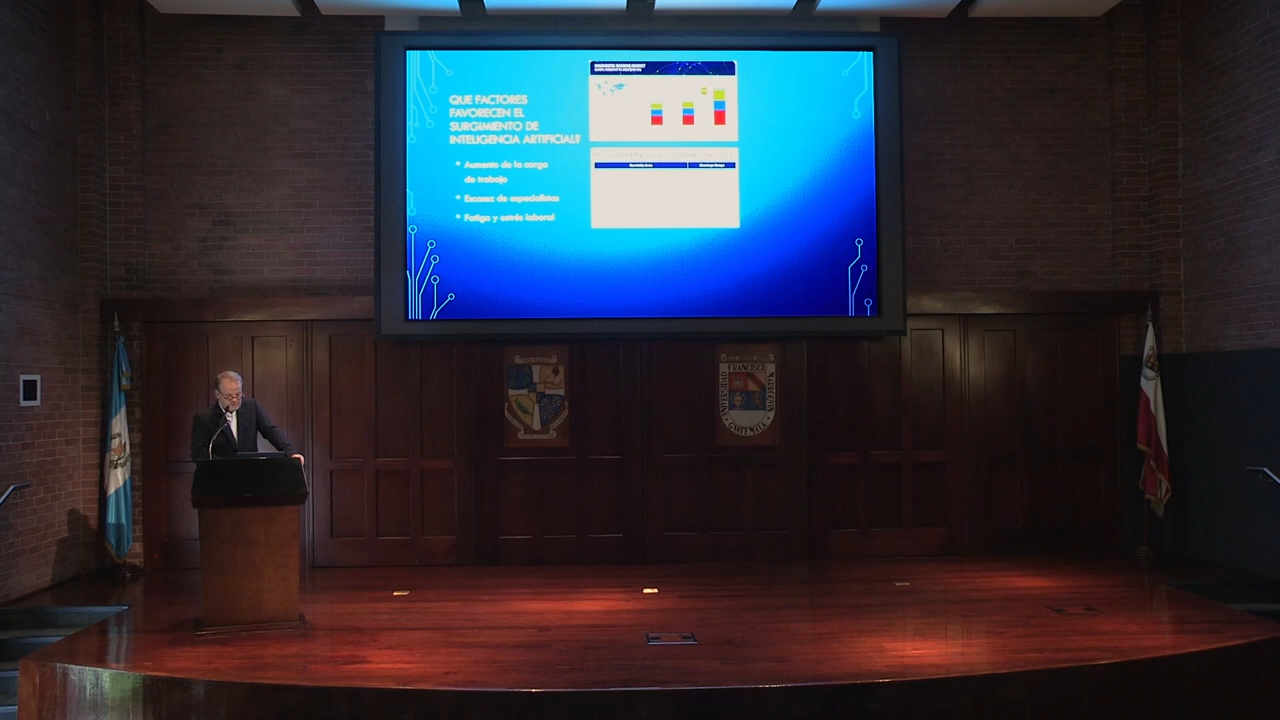 QUE FACTORES
FAVORECEN EL
SURGIMIENTO DE
INTELIGENCIA ARTIFICIAL?
* Aumento de la carga
de trabajo
* Escasez de especialistas
* Fatiga y estrés laboral
UNIVERSIDAD FRANCISCO MARROQUIN
GUATEMALA